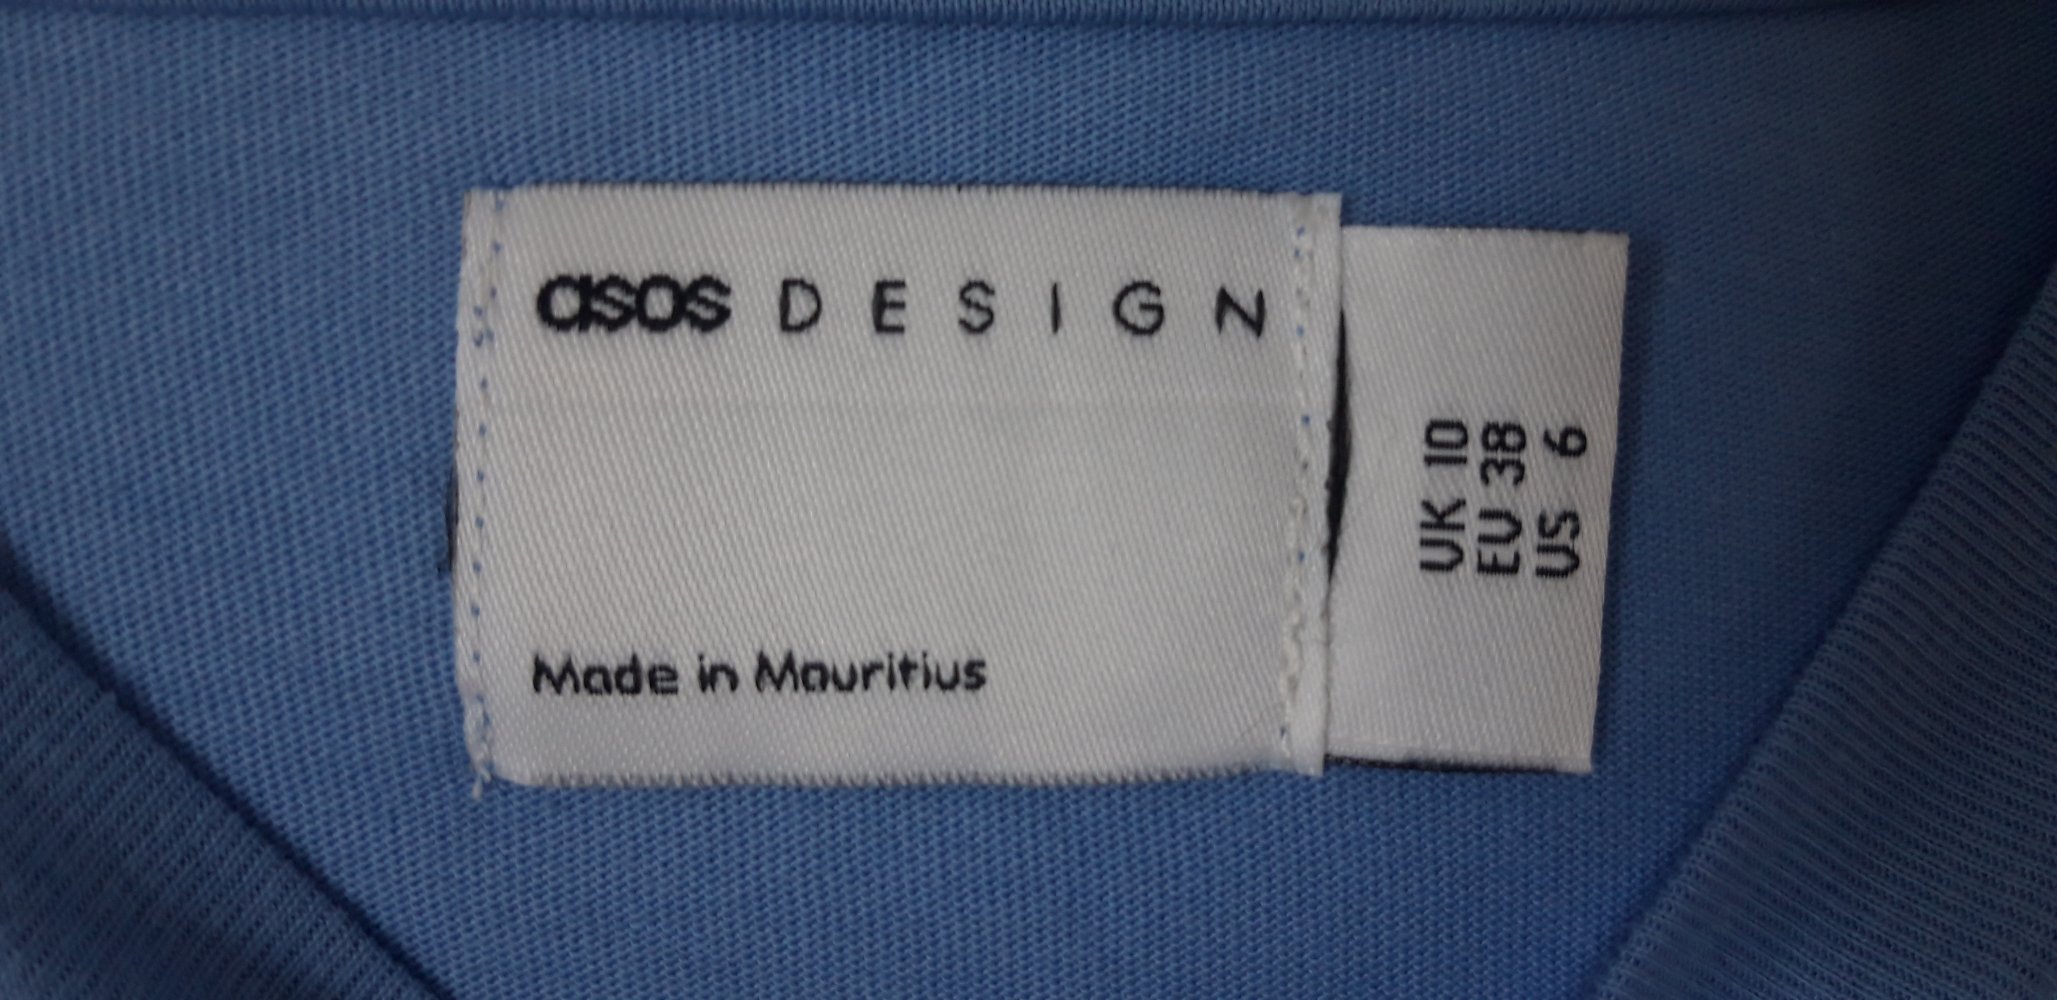 asos DESIGN
Made in Mauritius
UK 10
EU 38
US 6